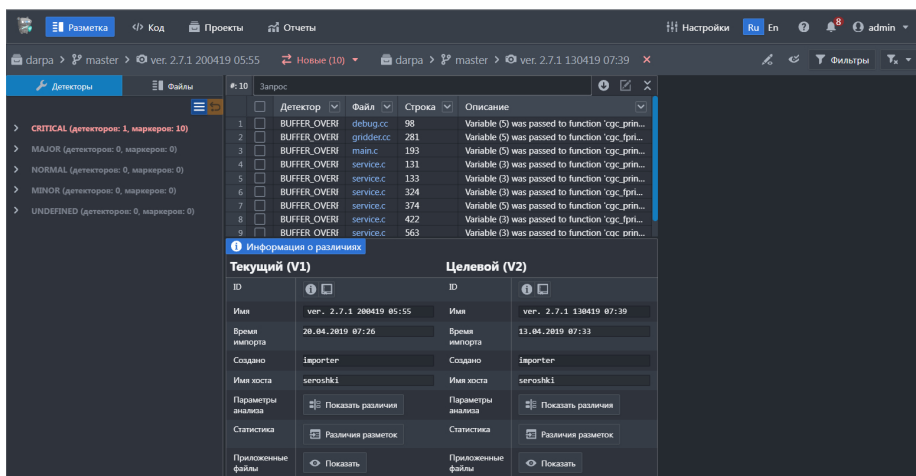 Разметка </> Код Проекты Отчеты Настройки Ru En 8 admin
darpa > master > ver. 2.7.1 200419 05:55 Новые (10) darpa > master > ver. 2.7.1 130419 07:39 × Фильтры
Детекторы Файлы #: 10 Запрос
Детектор Файл Строка Описание
CRITICAL (детекторов: 1, маркеров: 10)
MAJOR (детекторов: 0, маркеров: 0)
NORMAL (детекторов: 0, маркеров: 0)
MINOR (детекторов: 0, маркеров: 0)
UNDEFINED (детекторов: 0, маркеров: 0)
1 BUFFER_OVERF debug.cc 98 Variable (5) was passed to function 'cgc_prin...
2 BUFFER_OVERF gridder.cc 281 Variable (5) was passed to function 'cgc_fpri...
3 BUFFER_OVERF main.c 193 Variable (5) was passed to function 'cgc_prin...
4 BUFFER_OVERF service.c 131 Variable (3) was passed to function 'cgc_prin...
5 BUFFER_OVERF service.c 133 Variable (3) was passed to function 'cgc_prin...
6 BUFFER_OVERF service.c 324 Variable (3) was passed to function 'cgc_fpri...
7 BUFFER_OVERF service.c 374 Variable (5) was passed to function 'cgc_prin...
8 BUFFER_OVERF service.c 422 Variable (3) was passed to function 'cgc_fpri...
9 BUFFER_OVERF service.c 563 Variable (3) was passed to function 'cgc_prin...
Информация о различиях
Текущий (V1) Целевой (V2)
ID ID
Имя ver. 2.7.1 200419 05:55 Имя ver. 2.7.1 130419 07:39
Время импорта 20.04.2019 07:26 Время импорта 13.04.2019 07:33
Создано importer Создано importer
Имя хоста seroshki Имя хоста seroshki
Параметры анализа Показать различия Параметры анализа Показать различия
Статистика Различия разметок Статистика Различия разметок
Приложенные файлы Показать Приложенные файлы Показать